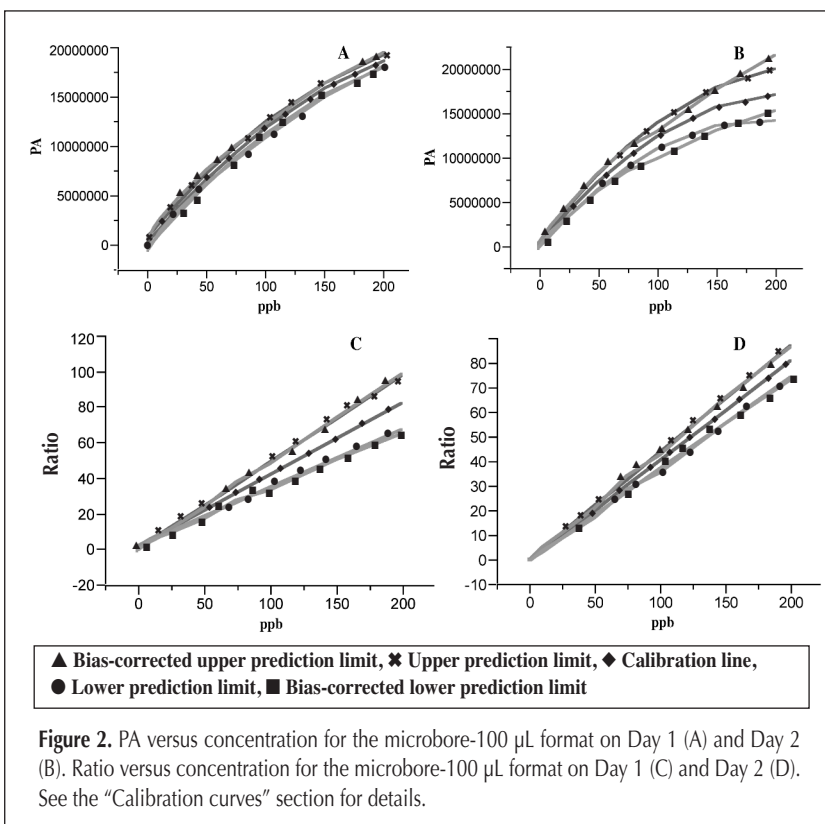 A
20000000
15000000
10000000
5000000
0
PA
0 50 100 150 200
ppb
B
20000000
15000000
10000000
5000000
0
PA
0 50 100 150 200
ppb
C
120
100
80
60
40
20
0
-20
Ratio
0 50 100 150 200
ppb
D
80
70
60
50
40
30
20
10
0
-10
Ratio
0 50 100 150 200
ppb
▲ Bias-corrected upper prediction limit, ✖ Upper prediction limit, ◆ Calibration line,
● Lower prediction limit, ■ Bias-corrected lower prediction limit
Figure 2. PA versus concentration for the microbore-100 µL format on Day 1 (A) and Day 2
(B). Ratio versus concentration for the microbore-100 µL format on Day 1 (C) and Day 2 (D).
See the “Calibration curves” section for details.